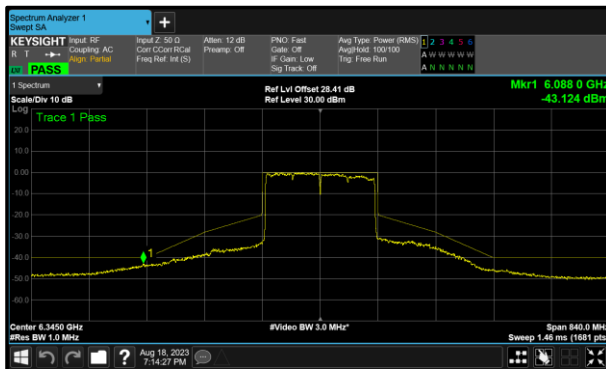 Spectrum Analyzer 1
Swept SA
KEYSIGHT
R T
PASS
Input: RF
Coupling: AC
Align: Partial
Input Z: 50 Ω
Corr CCorr RCal
Freq Ref: Int (S)
Atten: 12 dB
Preamp: Off
PNO: Fast
Gate: Off
IF Gain: Low
Sig Track: Off
Avg Type: Power (RMS)
Avg|Hold: 100/100
Trig: Free Run
1 2 3 4 5 6
A W W W W W
A N N N N N
1 Spectrum
Scale/Div 10 dB
Ref Lvl Offset 28.41 dB
Ref Level 30.00 dBm
Mkr1 6.088 0 GHz
-43.124 dBm
Log
Trace 1 Pass
20.0
10.0
0.00
-10.0
-20.0
-30.0
-40.0
-50.0
-60.0
1
Center 6.3450 GHz
#Res BW 1.0 MHz
#Video BW 3.0 MHz*
Span 840.0 MHz
Sweep 1.46 ms (1681 pts)
?
Aug 18, 2023
7:14:27 PM